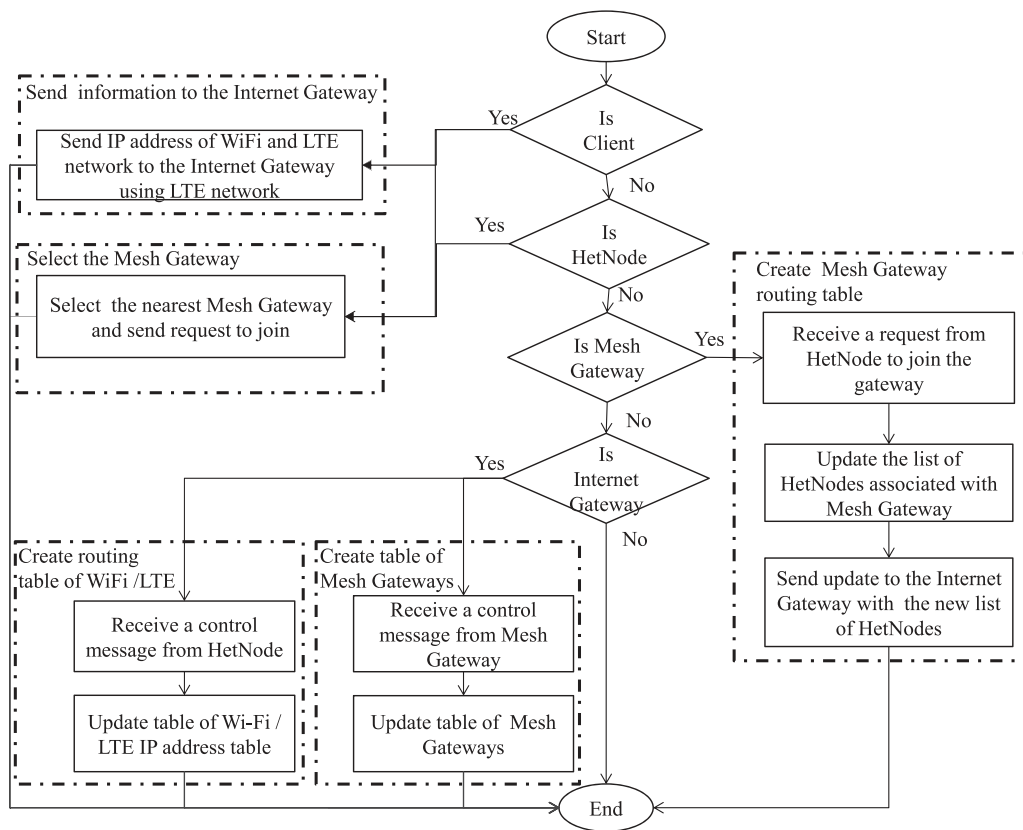 Start
Is
Client
Yes
No
Send information to the Internet Gateway
Send IP address of WiFi and LTE
network to the Internet Gateway
using LTE network
Is
HetNode
Yes
No
Select the Mesh Gateway
Select the nearest Mesh Gateway
and send request to join
Is Mesh
Gateway
Yes
No
Create Mesh Gateway
routing table
Receive a request from
HetNode to join the
gateway
Update the list of
HetNodes associated with
Mesh Gateway
Send update to the Internet
Gateway with the new list
of HetNodes
Is
Internet
Gateway
Yes
No
Create routing
table of WiFi /LTE
Receive a control
message from HetNode
Update table of Wi-Fi /
LTE IP address table
Create table of
Mesh Gateways
Receive a control
message from Mesh
Gateway
Update table of Mesh
Gateways
End